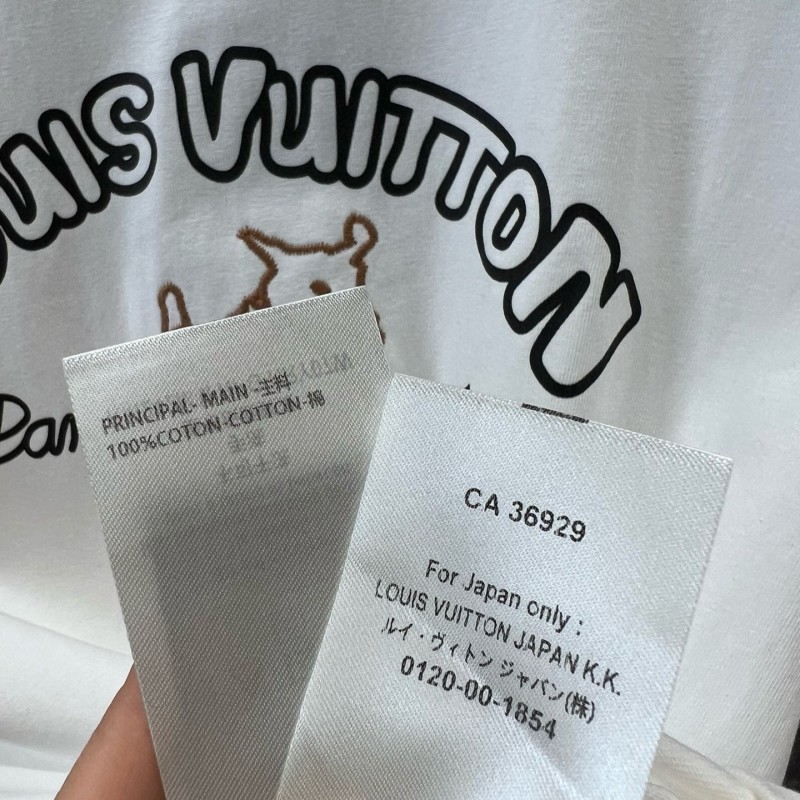 OUIS VUITTON
PRINCIPAL- MAIN -主料
100%COTON-COTTON-棉
CA 36929
For Japan only :
LOUIS VUITTON JAPAN K.K.
ルイ・ヴィトン ジャパン(株)
0120-00-1854